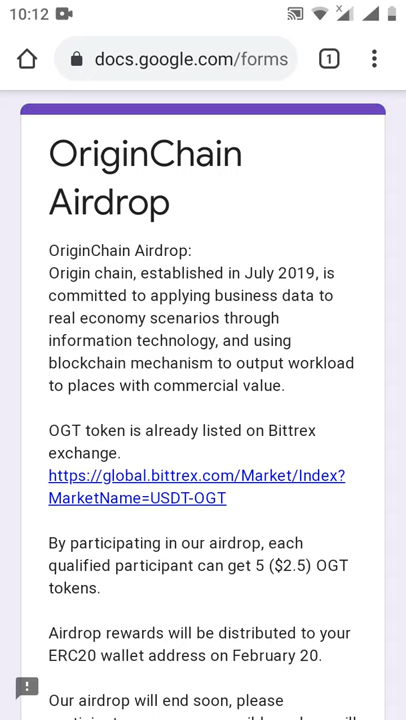 10:12
docs.google.com/forms
1
OriginChain
Airdrop
OriginChain Airdrop:
Origin chain, established in July 2019, is
committed to applying business data to
real economy scenarios through
information technology, and using
blockchain mechanism to output workload
to places with commercial value.
OGT token is already listed on Bittrex
exchange.
https://global.bittrex.com/Market/Index?
MarketName=USDT-OGT
By participating in our airdrop, each
qualified participant can get 5 ($2.5) OGT
tokens.
Airdrop rewards will be distributed to your
ERC20 wallet address on February 20.
Our airdrop will end soon, please